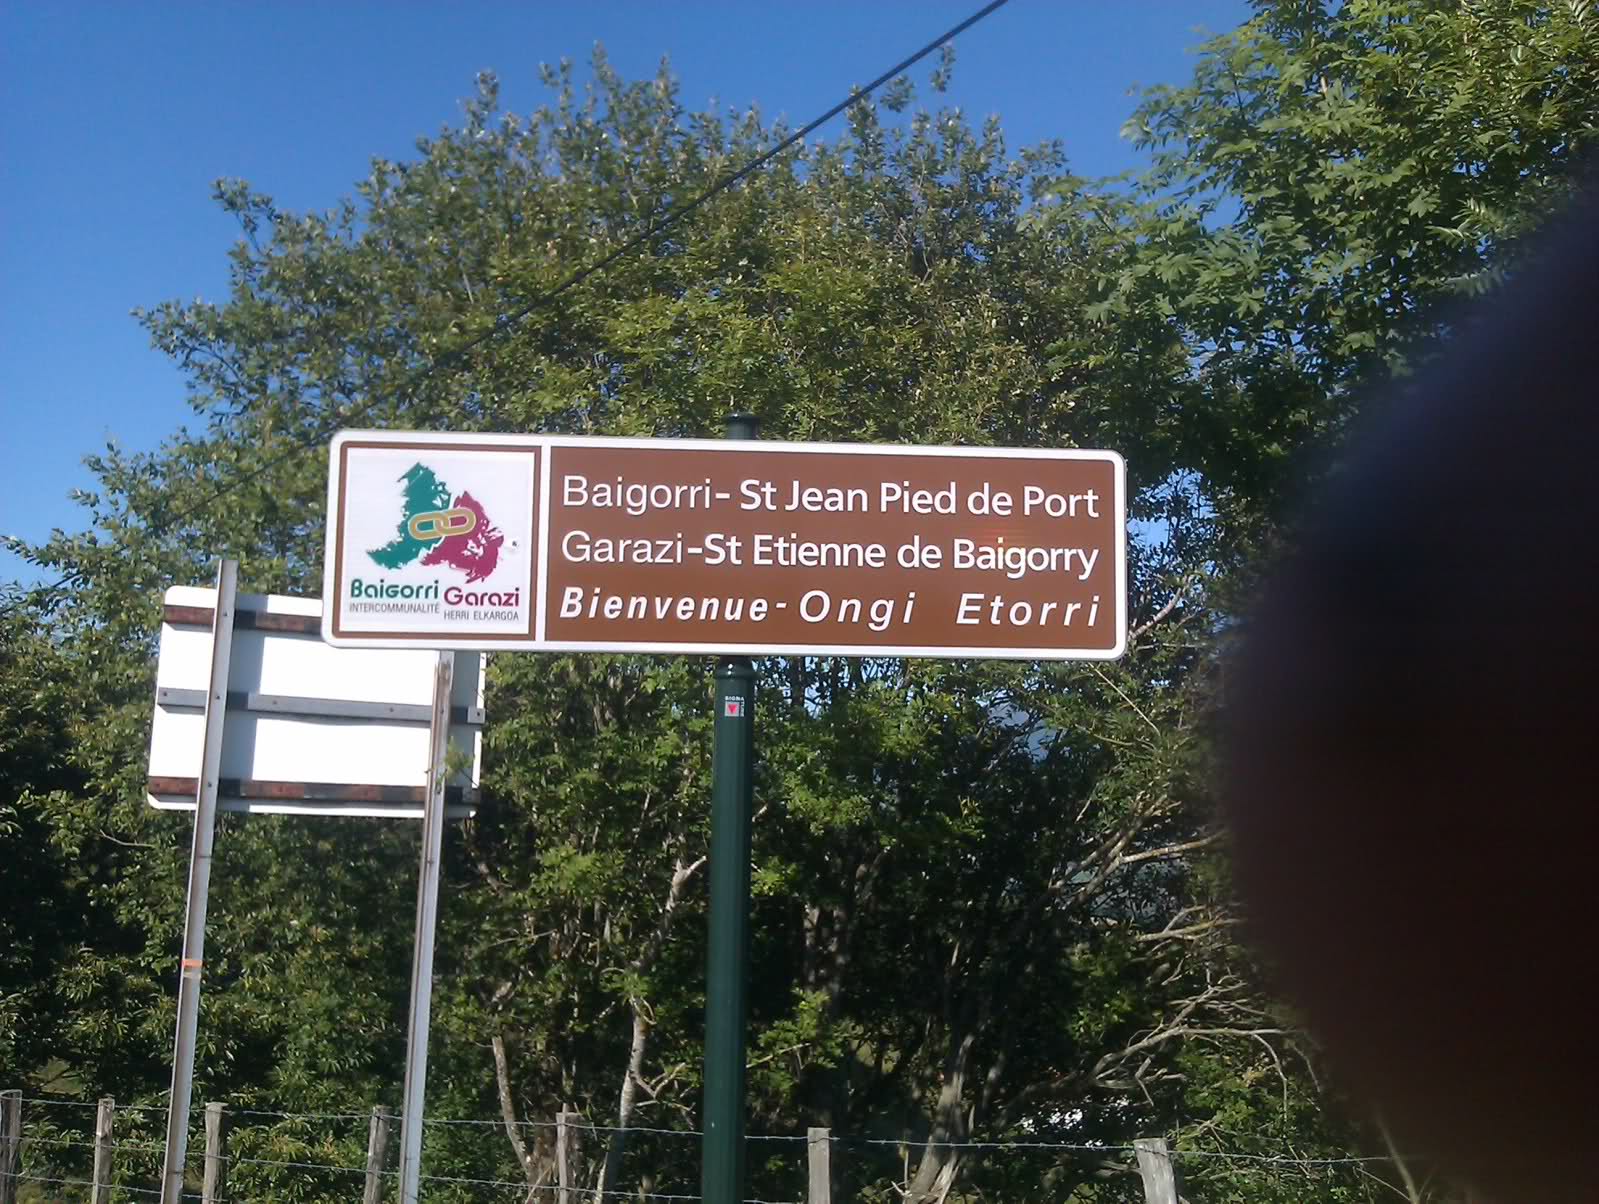 Baigorri Garazi
INTERCOMMUNALITÉ HERRI ELKARGOA
Baigorri- St Jean Pied de Port
Garazi-St Etienne de Baigorry
Bienvenue- Ongi Etorri
SIGNA